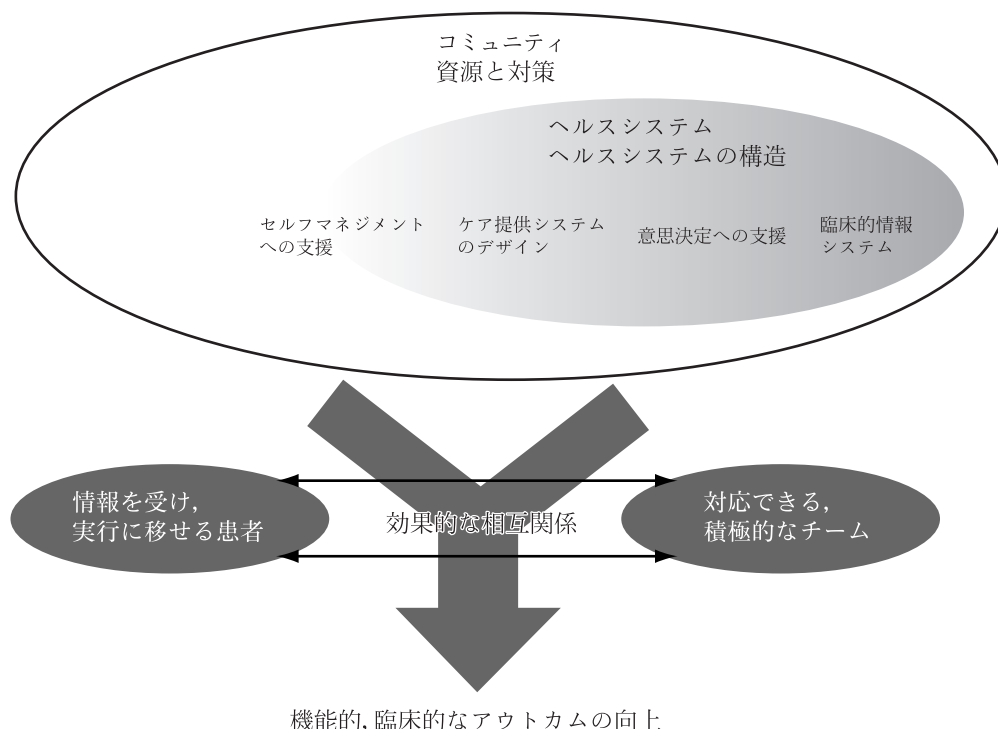 コミュニティ
資源と対策
ヘルスシステム
ヘルスシステムの構造
セルフマネジメント
への支援
ケア提供システム
のデザイン
意思決定への支援
臨床的情報
システム
情報を受け,
実行に移せる患者
効果的な相互関係
対応できる,
積極的なチーム
機能的, 臨床的なアウトカムの向上